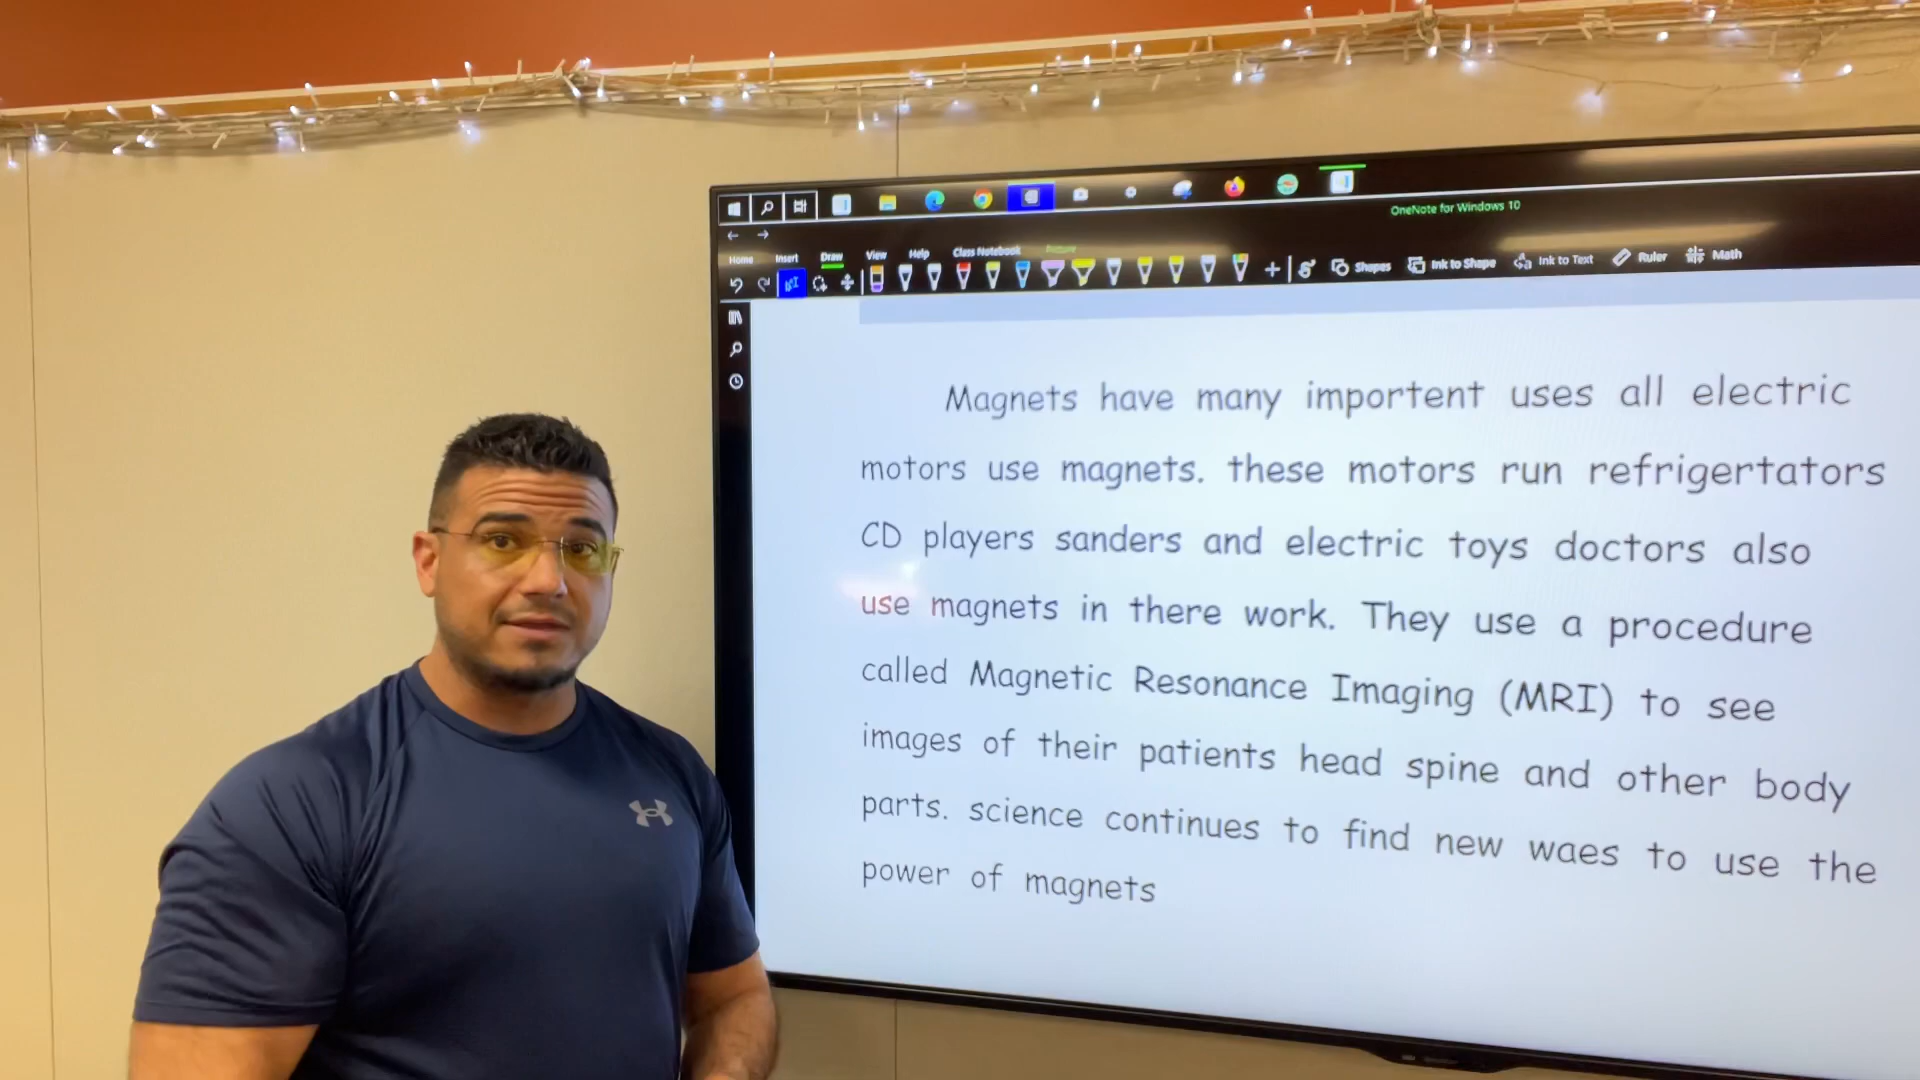 OneNote for Windows 10
Home Insert Draw View Help Class Notebook Picture
Shapes Ink to Shape Ink to Text Ruler Math
Magnets have many importent uses all electric
motors use magnets. these motors run refrigertators
CD players sanders and electric toys doctors also
use magnets in there work. They use a procedure
called Magnetic Resonance Imaging (MRI) to see
images of their patients head spine and other body
parts. science continues to find new waes to use the
power of magnets